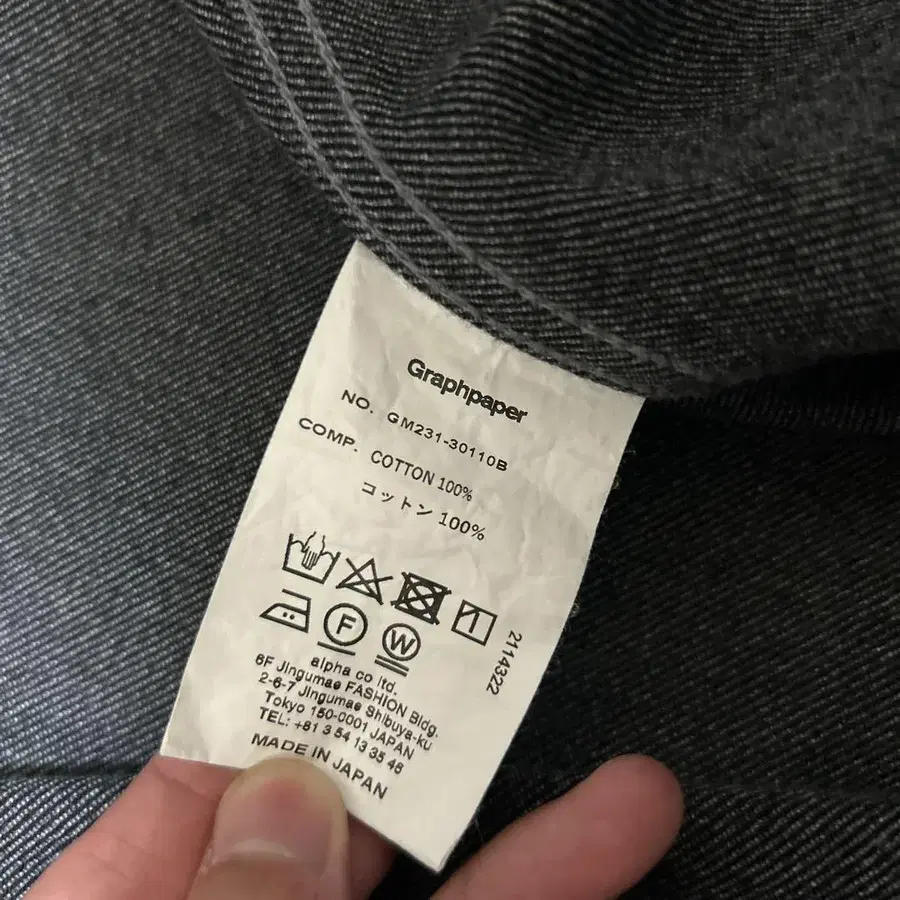 Graphpaper
NO. GM231-30110B
COMP. COTTON 100%
コットン 100%
F
W
2114322
alpha co ltd.
6F Jingumae FASHION Bldg.
2-6-7 Jingumae Shibuya-ku
Tokyo 150-0001 JAPAN
TEL: +81 3 54 13 35 46
MADE IN JAPAN